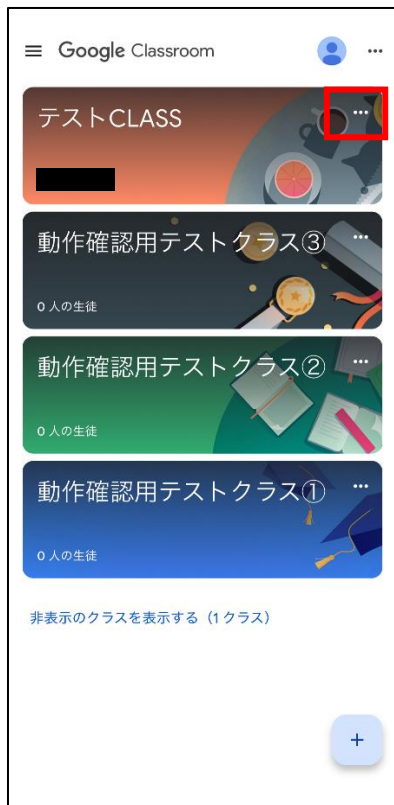 Google Classroom
テストCLASS
動作確認用テストクラス③
0 人の生徒
動作確認用テストクラス②
0 人の生徒
動作確認用テストクラス①
0 人の生徒
非表示のクラスを表示する（1 クラス）